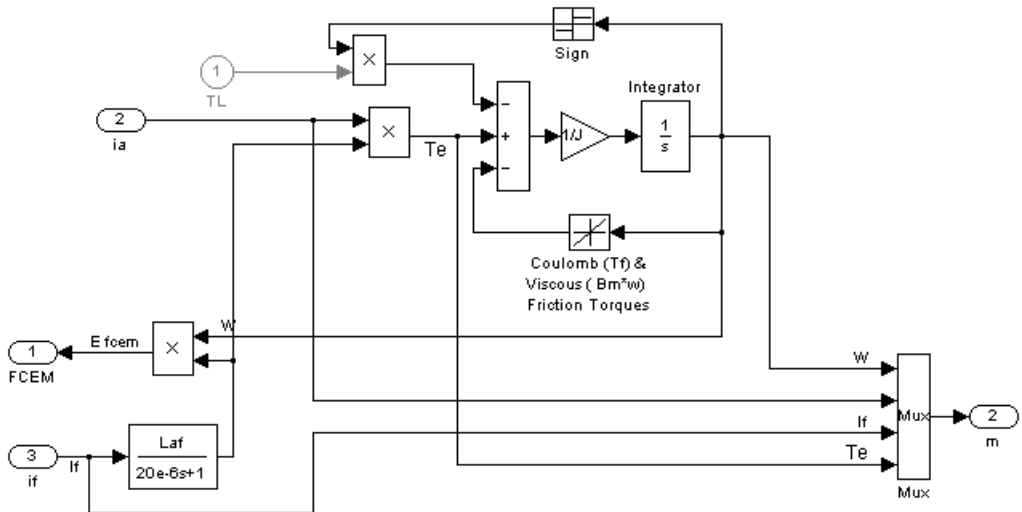 Sign
×
1
TL
Integrator
2
ia
×
Te
−
+
−
1/J
1
s
Coulomb (Tf) &
Viscous ( Bm*w)
Friction Torques
W
E fcem
×
1
FCEM
W
Mux
2
m
If
Laf
20e-6s+1
3
If
if
Te
Mux